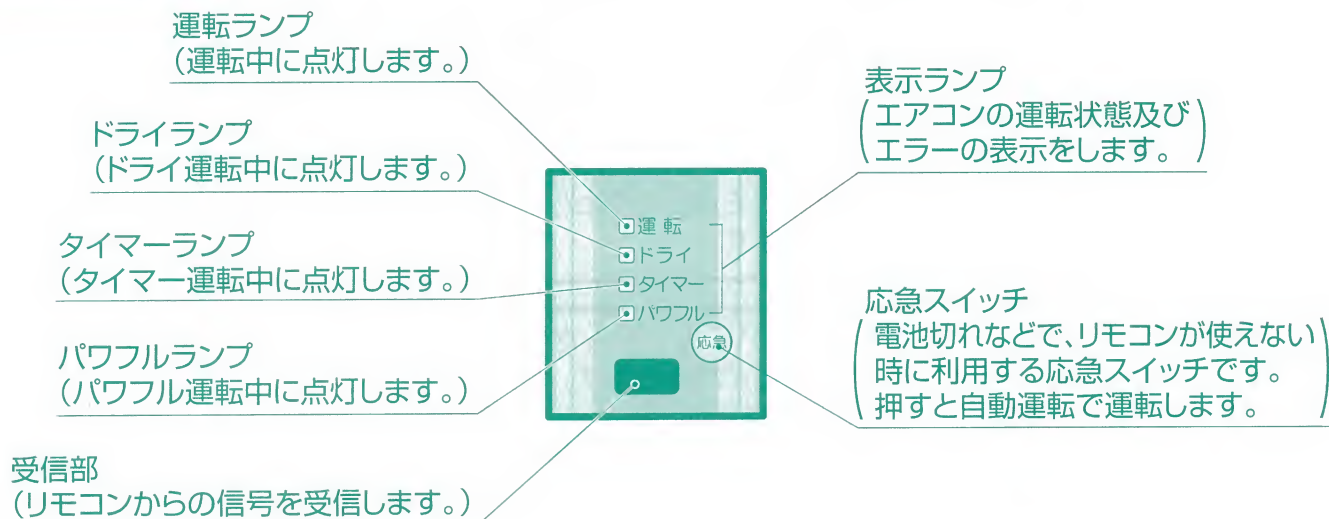 運転ランプ
(運転中に点灯します。)
ドライランプ
(ドライ運転中に点灯します。)
タイマーランプ
(タイマー運転中に点灯します。)
パワフルランプ
(パワフル運転中に点灯します。)
受信部
(リモコンからの信号を受信します。)
運転
ドライ
タイマー
パワフル
応急
表示ランプ
(エアコンの運転状態及び
エラーの表示をします。)
応急スイッチ
(電池切れなどで、リモコンが使えない
時に利用する応急スイッチです。
押すと自動運転で運転します。)